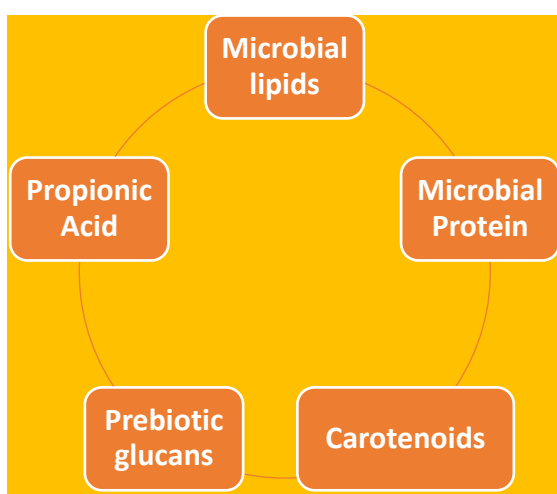 Microbial
lipids
Propionic
Acid
Microbial
Protein
Prebiotic
glucans
Carotenoids